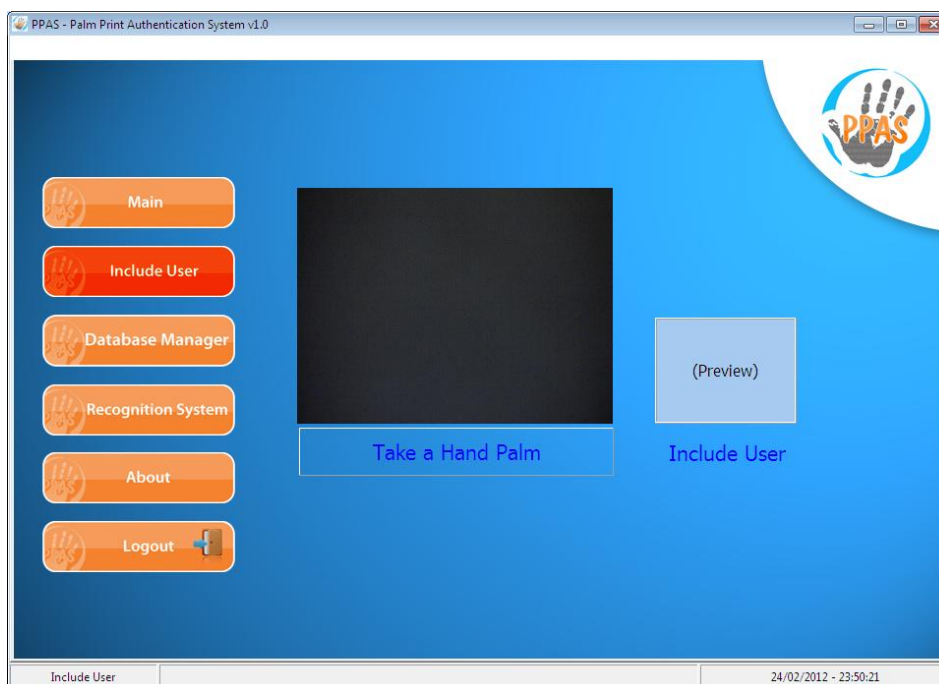 PPAS - Palm Print Authentication System v1.0
PPAS
Main
Include User
Database Manager
Recognition System
About
Logout
(Preview)
Take a Hand Palm
Include User
Include User
24/02/2012 - 23:50:21